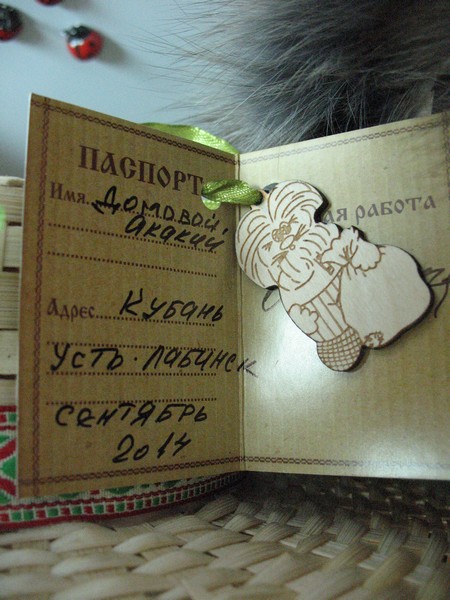 ПАСПОРТ
Имя...Домовой,
Акакий
Адрес...Кубань
Усть-Лабинск
Сентябрь
2014
АЯ РАБОТА